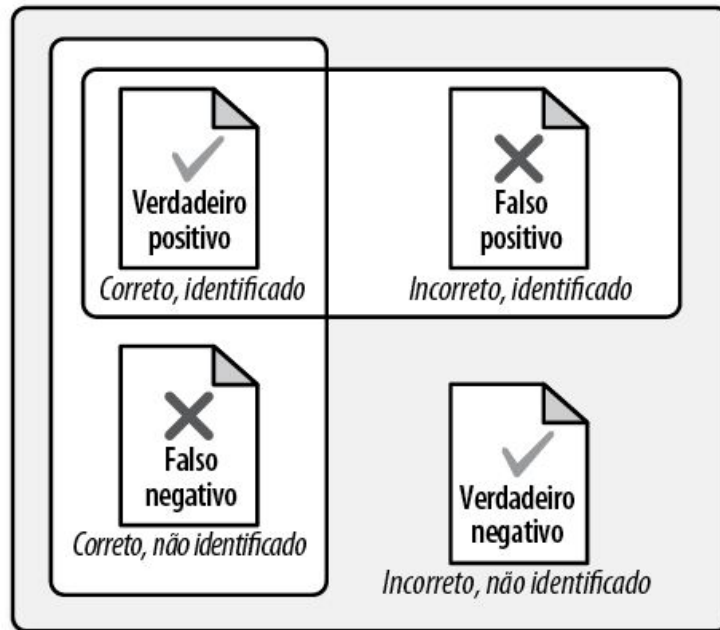 Verdadeiro
positivo
Correto, identificado
Falso
positivo
Incorreto, identificado
Falso
negativo
Correto, não identificado
Verdadeiro
negativo
Incorreto, não identificado